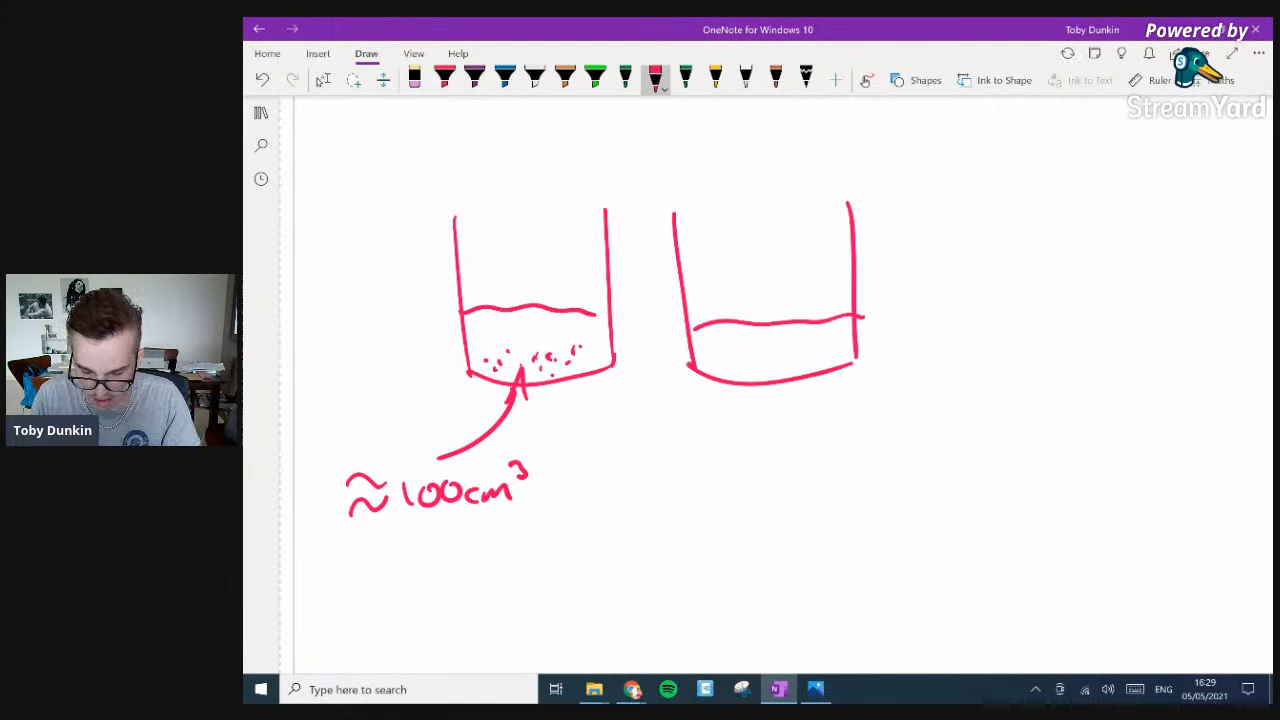 OneNote for Windows 10
Toby Dunkin
Powered by
StreamYard
Home Insert Draw View Help
Shapes Ink to Shape Ink to Text Ruler
≈ 100cm³
Toby Dunkin
Type here to search
ENG
16:29
05/05/2021